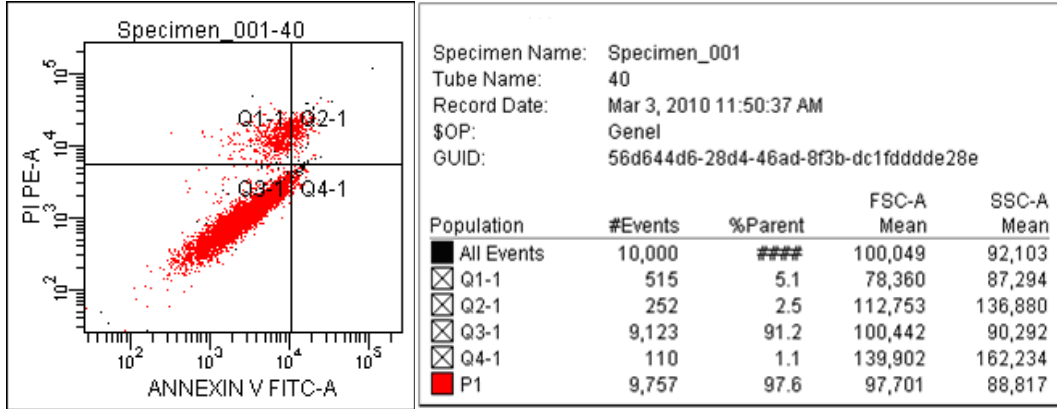 Specimen_001-40
PI PE-A
10^5
10^4
10^3
10^2
Q1-1 Q2-1
Q3-1 Q4-1
10^2 10^3 10^4 10^5
ANNEXIN V FITC-A
Specimen Name: Specimen_001
Tube Name: 40
Record Date: Mar 3, 2010 11:50:37 AM
$OP: Genel
GUID: 56d644d6-28d4-46ad-8f3b-dc1fdddde28e
FSC-A SSC-A
Population #Events %Parent Mean Mean
All Events 10,000 #### 100,049 92,103
Q1-1 515 5.1 78,360 87,294
Q2-1 252 2.5 112,753 136,880
Q3-1 9,123 91.2 100,442 90,292
Q4-1 110 1.1 139,902 162,234
P1 9,757 97.6 97,701 88,817